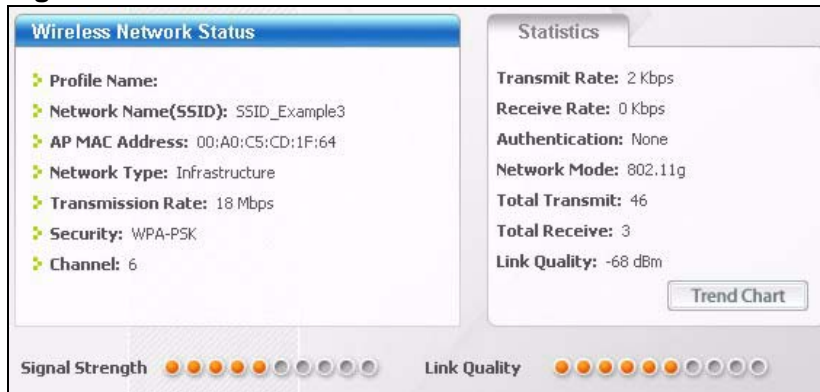 Wireless Network Status
Profile Name:
Network Name(SSID): SSID_Example3
AP MAC Address: 00:A0:C5:CD:1F:64
Network Type: Infrastructure
Transmission Rate: 18 Mbps
Security: WPA-PSK
Channel: 6
Statistics
Transmit Rate: 2 Kbps
Receive Rate: 0 Kbps
Authentication: None
Network Mode: 802.11g
Total Transmit: 46
Total Receive: 3
Link Quality: -68 dBm
Trend Chart
Signal Strength
Link Quality